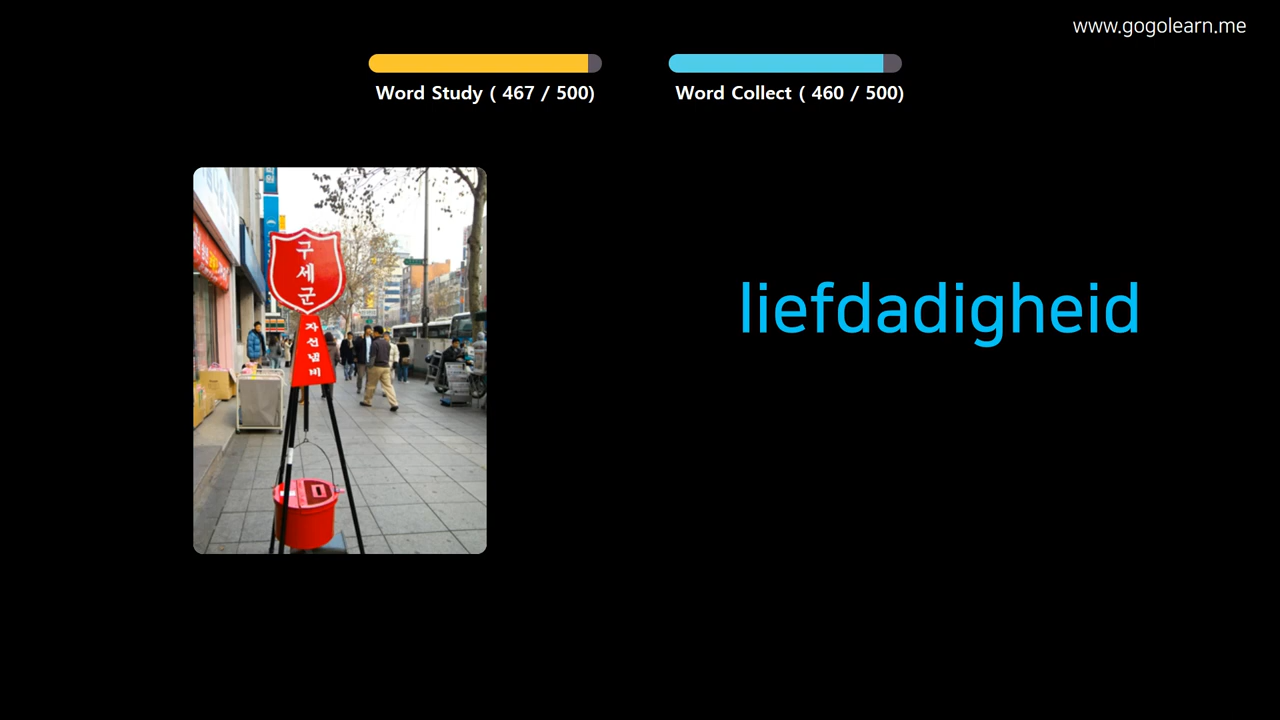 www.gogolearn.me
Word Study ( 467 / 500)
Word Collect ( 460 / 500)
구세군
자선냄비
liefdadigheid